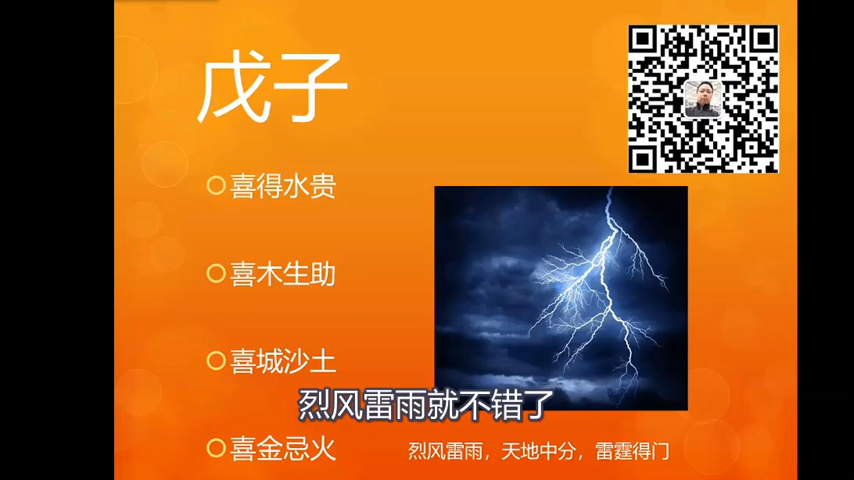 戊子
喜得水贵
喜木生助
喜城沙土
烈风雷雨就不错了
喜金忌火
烈风雷雨，天地中分，雷霆得门